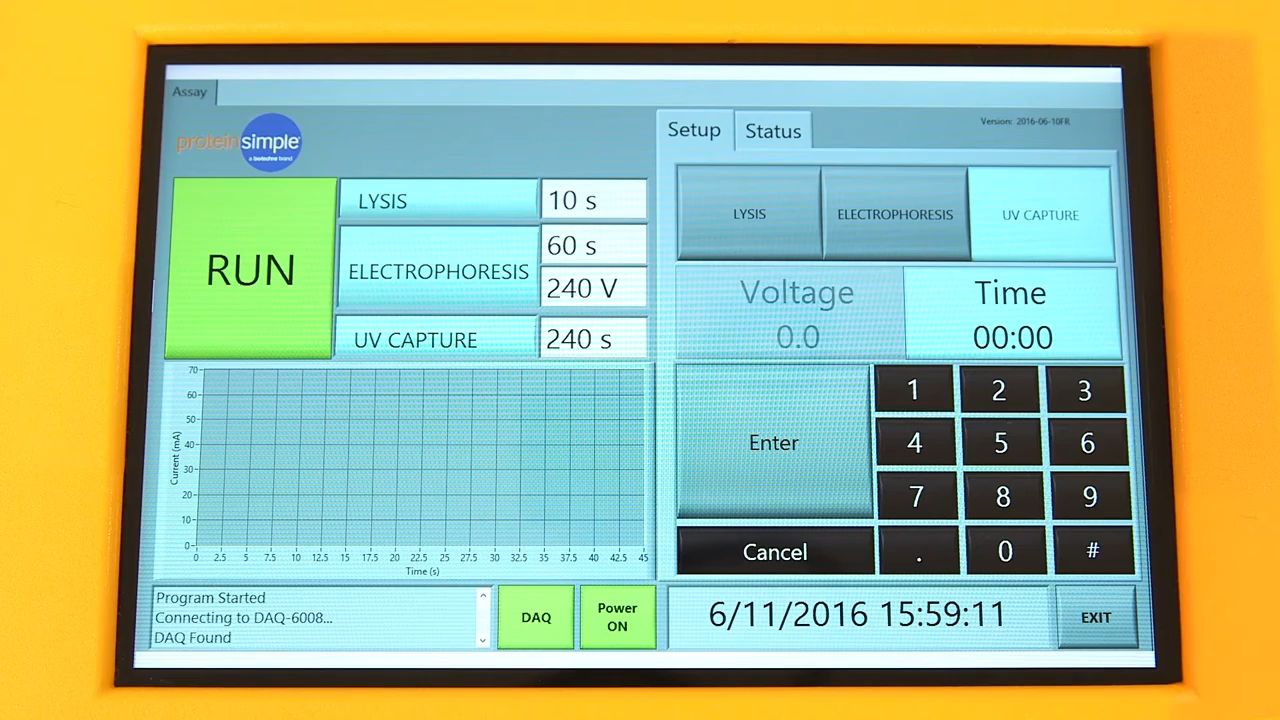 Assay
proteinsimple
a biotechne brand
RUN
LYSIS 10 s
ELECTROPHORESIS 60 s
240 V
UV CAPTURE 240 s
Current (mA)
70
60
50
40
30
20
10
0
0 2.5 5 7.5 10 12.5 15 17.5 20 22.5 25 27.5 30 32.5 35 37.5 40 42.5 45
Time (s)
Program Started
Connecting to DAQ-6008...
DAQ Found
DAQ
Power
ON
Setup Status
Version: 2016-06-10FR
LYSIS ELECTROPHORESIS UV CAPTURE
Voltage Time
0.0 00:00
Enter
1 2 3
4 5 6
7 8 9
Cancel . 0 #
6/11/2016 15:59:11
EXIT